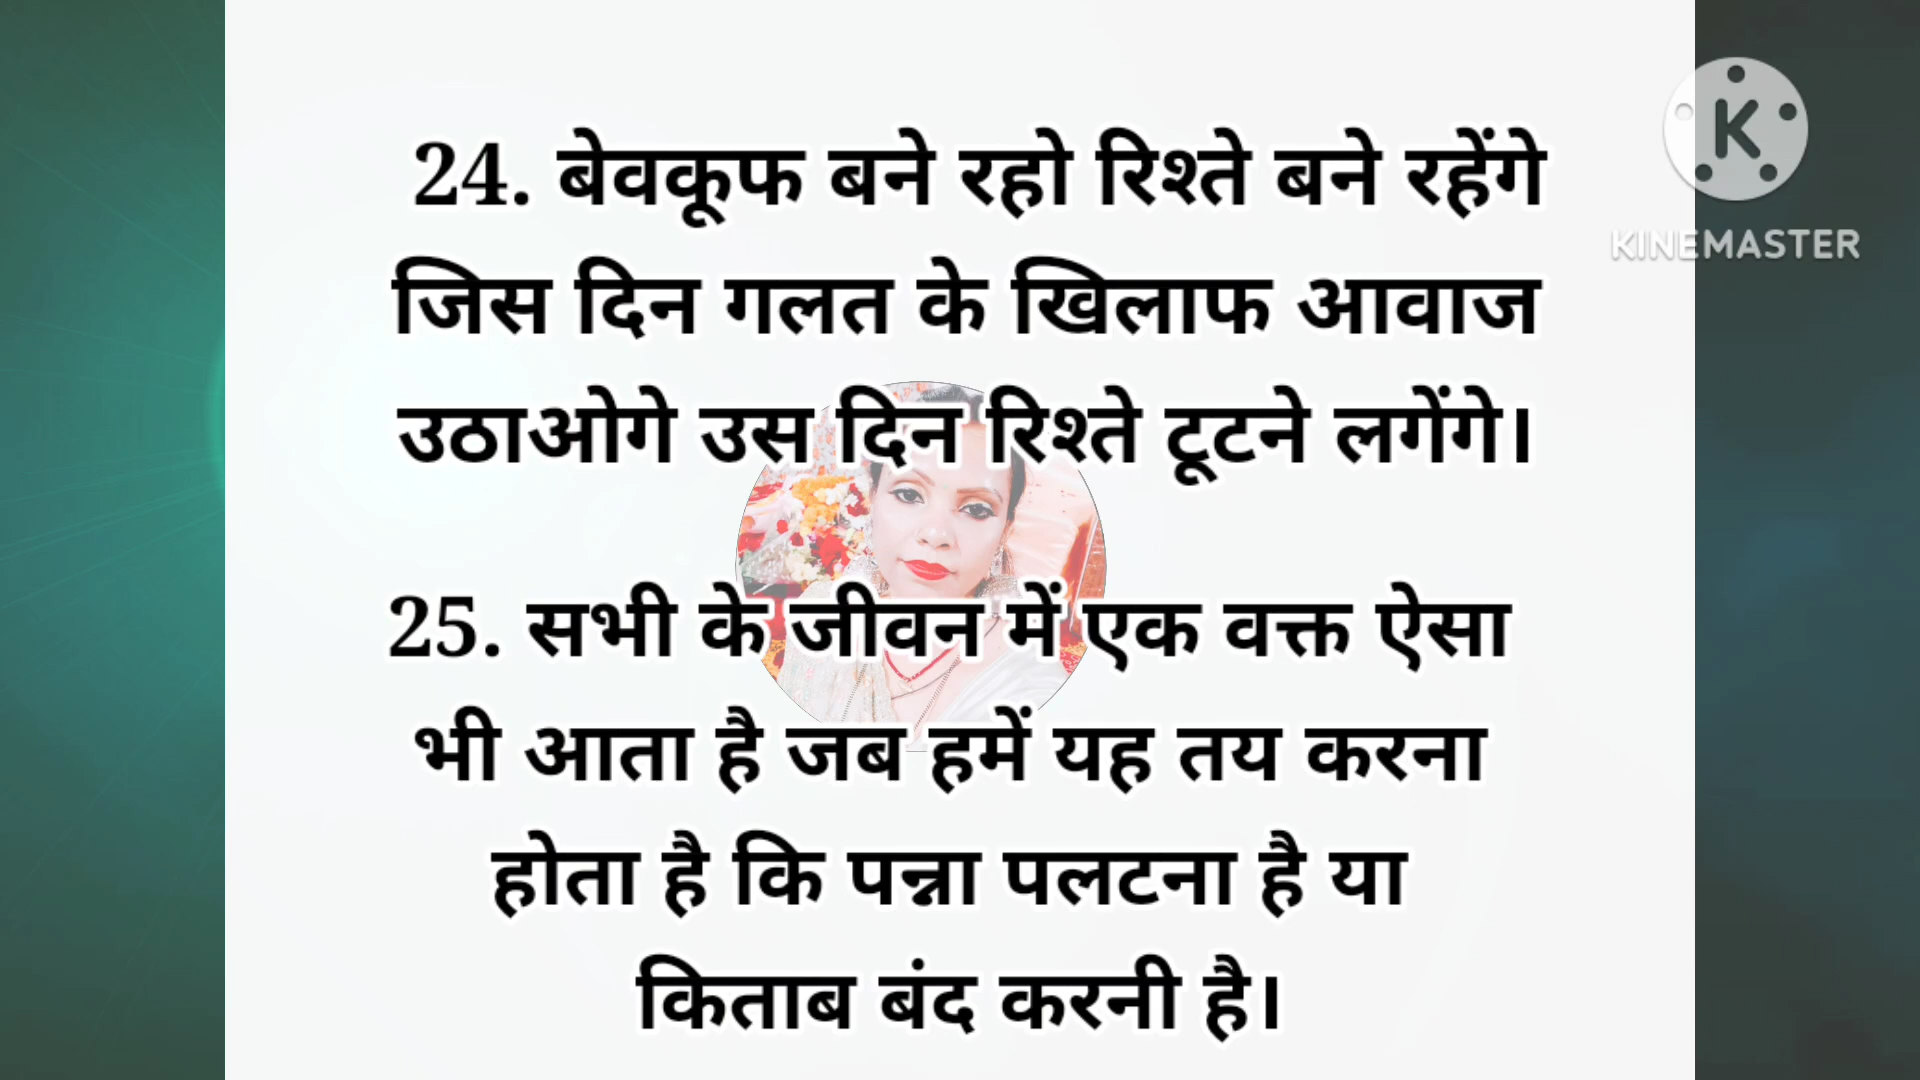 24. बेवकूफ बने रहो रिश्ते बने रहेंगे
जिस दिन गलत के खिलाफ आवाज
उठाओगे उस दिन रिश्ते टूटने लगेंगे।
25. सभी के जीवन में एक वक्त ऐसा
भी आता है जब हमें यह तय करना
होता है कि पन्ना पलटना है या
किताब बंद करनी है।
K
KINEMASTER